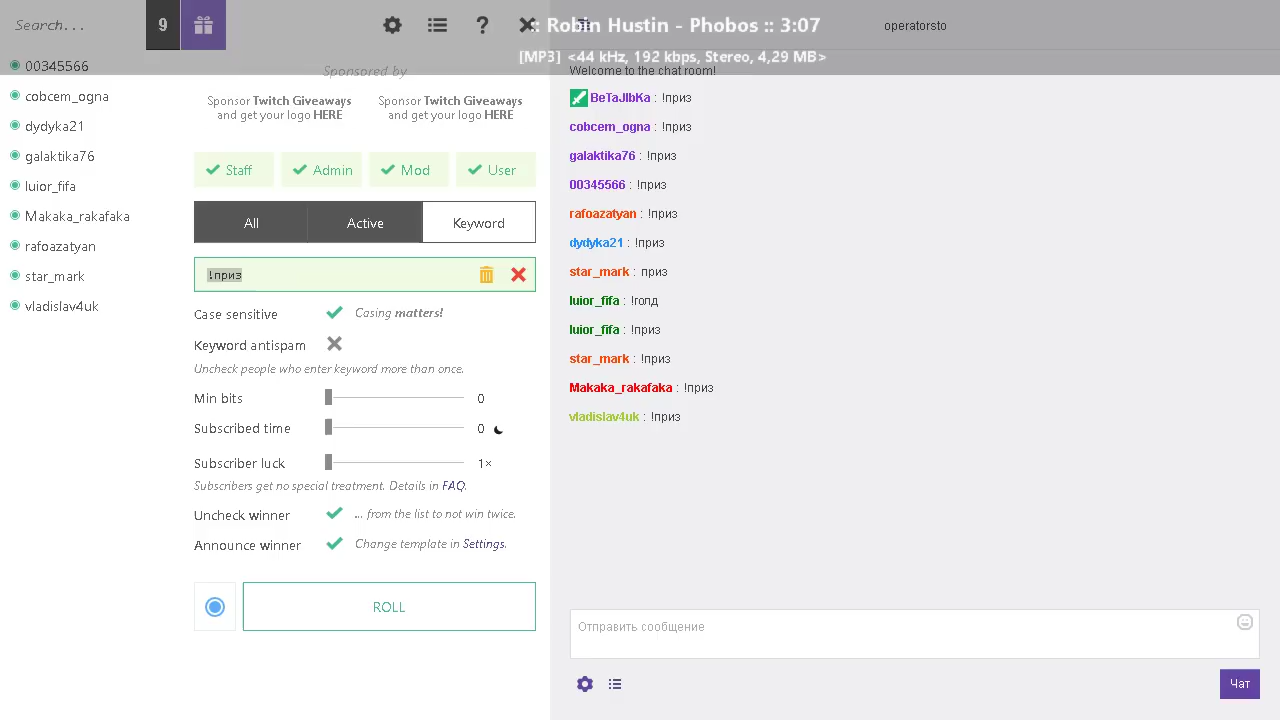 Search...
9
:: Robin Hustin - Phobos :: 3:07
[MP3] <44 kHz, 192 kbps, Stereo, 4,29 MB>
operatorsto
00345566
cobcem_ogna
dydyka21
galaktika76
luior_fifa
Makaka_rakafaka
rafoazatyan
star_mark
vladislav4uk
Sponsored by
Sponsor Twitch Giveaways
and get your logo HERE
Sponsor Twitch Giveaways
and get your logo HERE
Staff
Admin
Mod
User
All
Active
Keyword
!приз
Case sensitive
Casing matters!
Keyword antispam
Uncheck people who enter keyword more than once.
Min bits
0
Subscribed time
0
Subscriber luck
1×
Subscribers get no special treatment. Details in FAQ.
Uncheck winner
... from the list to not win twice.
Announce winner
Change template in Settings.
ROLL
Welcome to the chat room!
BeTaJIbKa : !приз
cobcem_ogna : !приз
galaktika76 : !приз
00345566 : !приз
rafoazatyan : !приз
dydyka21 : !приз
star_mark : приз
luior_fifa : !голд
luior_fifa : !приз
star_mark : !приз
Makaka_rakafaka : !приз
vladislav4uk : !приз
Отправить сообщение
Чат